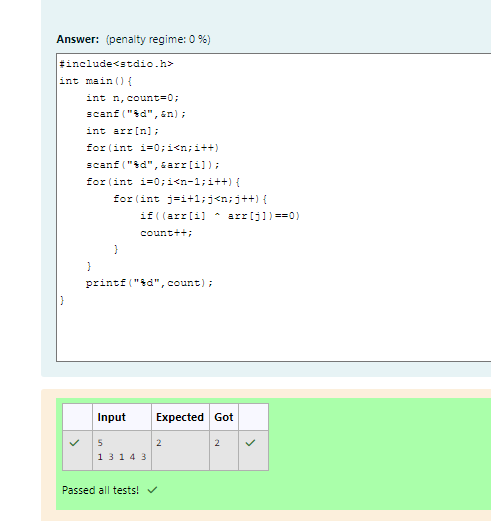 Answer: (penalty regime: 0 %)
#include<stdio.h>
int main(){
    int n,count=0;
    scanf("%d",&n);
    int arr[n];
    for(int i=0;i<n;i++)
    scanf("%d",&arr[i]);
    for(int i=0;i<n-1;i++){
        for(int j=i+1;j<n;j++){
            if((arr[i] ^ arr[j])==0)
            count++;
        }
    }
    printf("%d",count);
}
Input Expected Got
✓ 5 2 2 ✓
1 3 1 4 3
Passed all tests! ✓